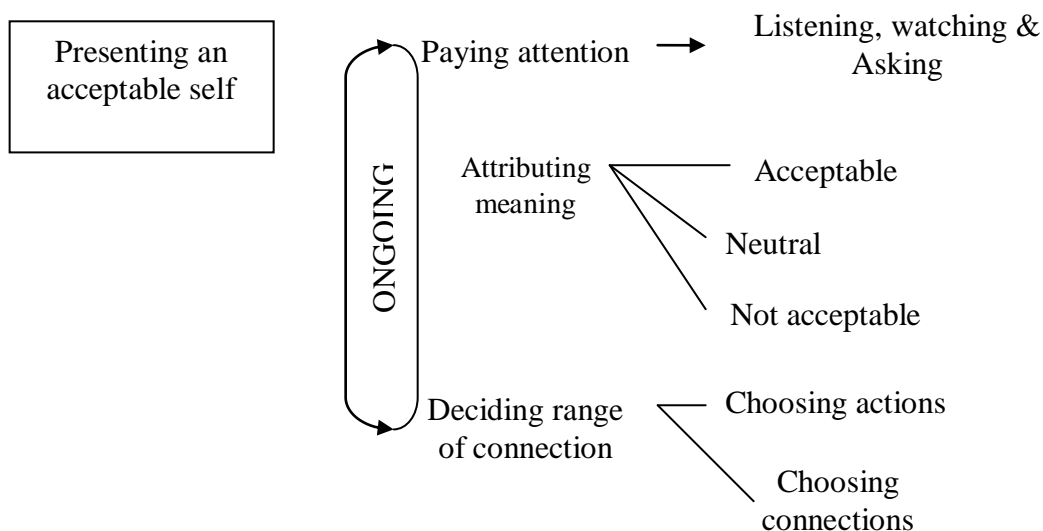 Presenting an
acceptable self
ONGOING
Paying attention
Listening, watching &
Asking
Attributing
meaning
Acceptable
Neutral
Not acceptable
Deciding range
of connection
Choosing actions
Choosing
connections